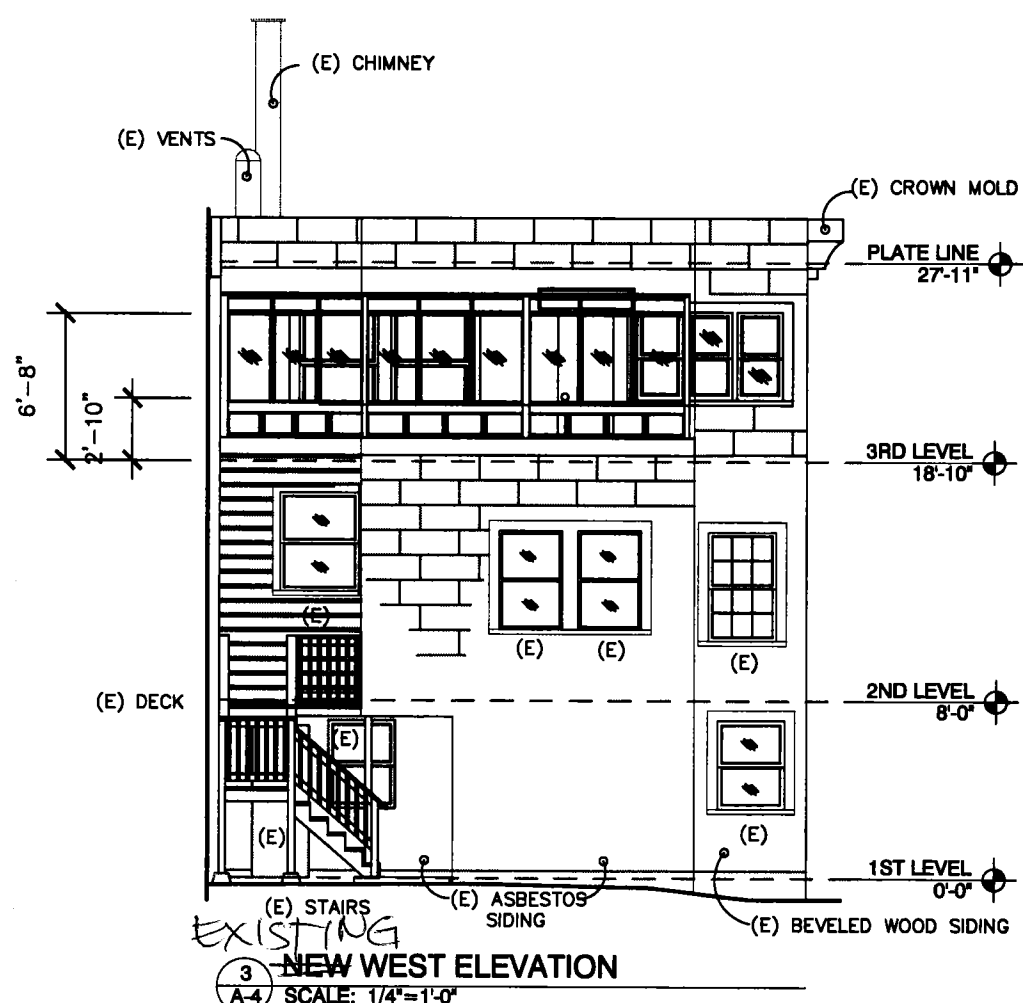 (E) CHIMNEY
(E) VENTS
(E) CROWN MOLD
PLATE LINE
27'-11"
6'-8"
2'-10"
3RD LEVEL
18'-10"
(E)
(E)
(E)
(E)
(E) DECK
2ND LEVEL
8'-0"
(E)
(E)
(E)
1ST LEVEL
0'-0"
(E) STAIRS
(E) ASBESTOS
SIDING
(E) BEVELED WOOD SIDING
EXISTING
3
NEW WEST ELEVATION
A-4
SCALE: 1/4"=1'-0"